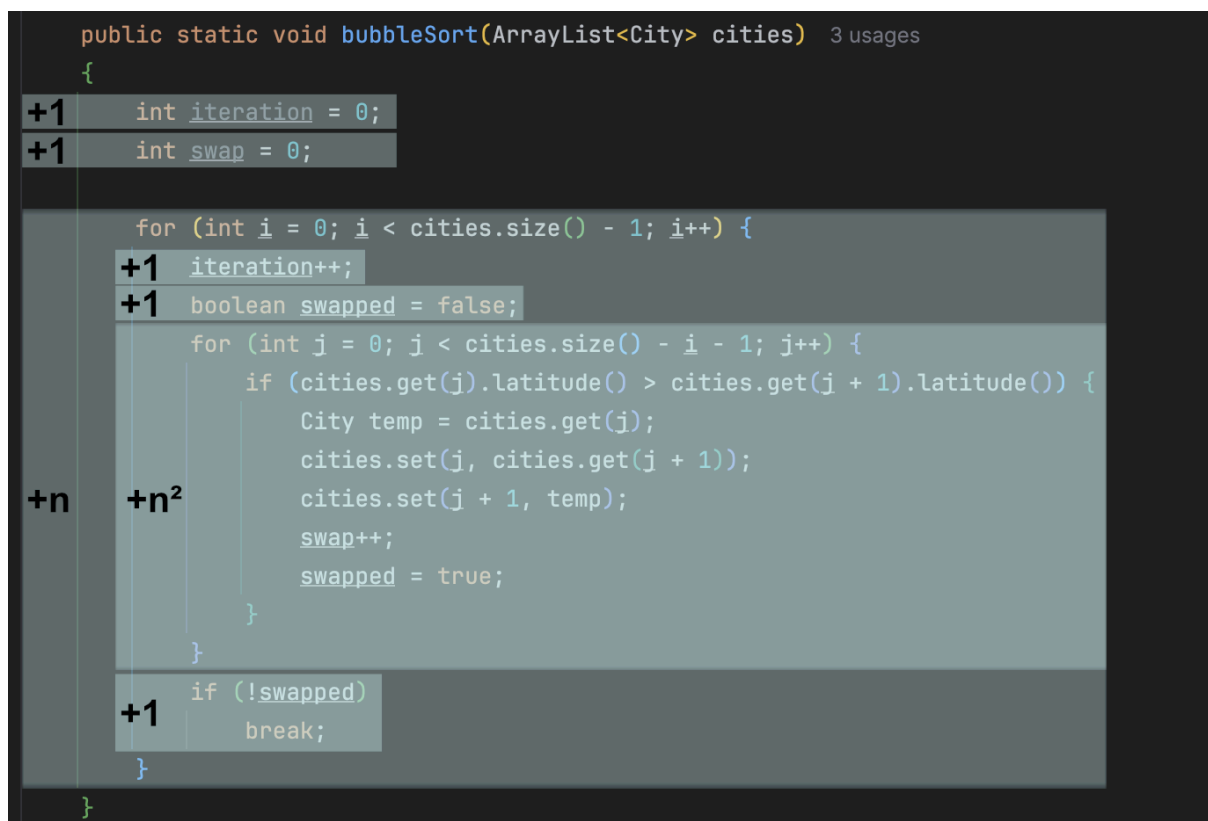 public static void bubbleSort(ArrayList<City> cities) 3 usages
{
+1 int iteration = 0;
+1 int swap = 0;
for (int i = 0; i < cities.size() - 1; i++) {
+1 iteration++;
+1 boolean swapped = false;
for (int j = 0; j < cities.size() - i - 1; j++) {
if (cities.get(j).latitude() > cities.get(j + 1).latitude()) {
City temp = cities.get(j);
cities.set(j, cities.get(j + 1));
+n +n² cities.set(j + 1, temp);
swap++;
swapped = true;
}
}
if (!swapped)
+1
break;
}
}